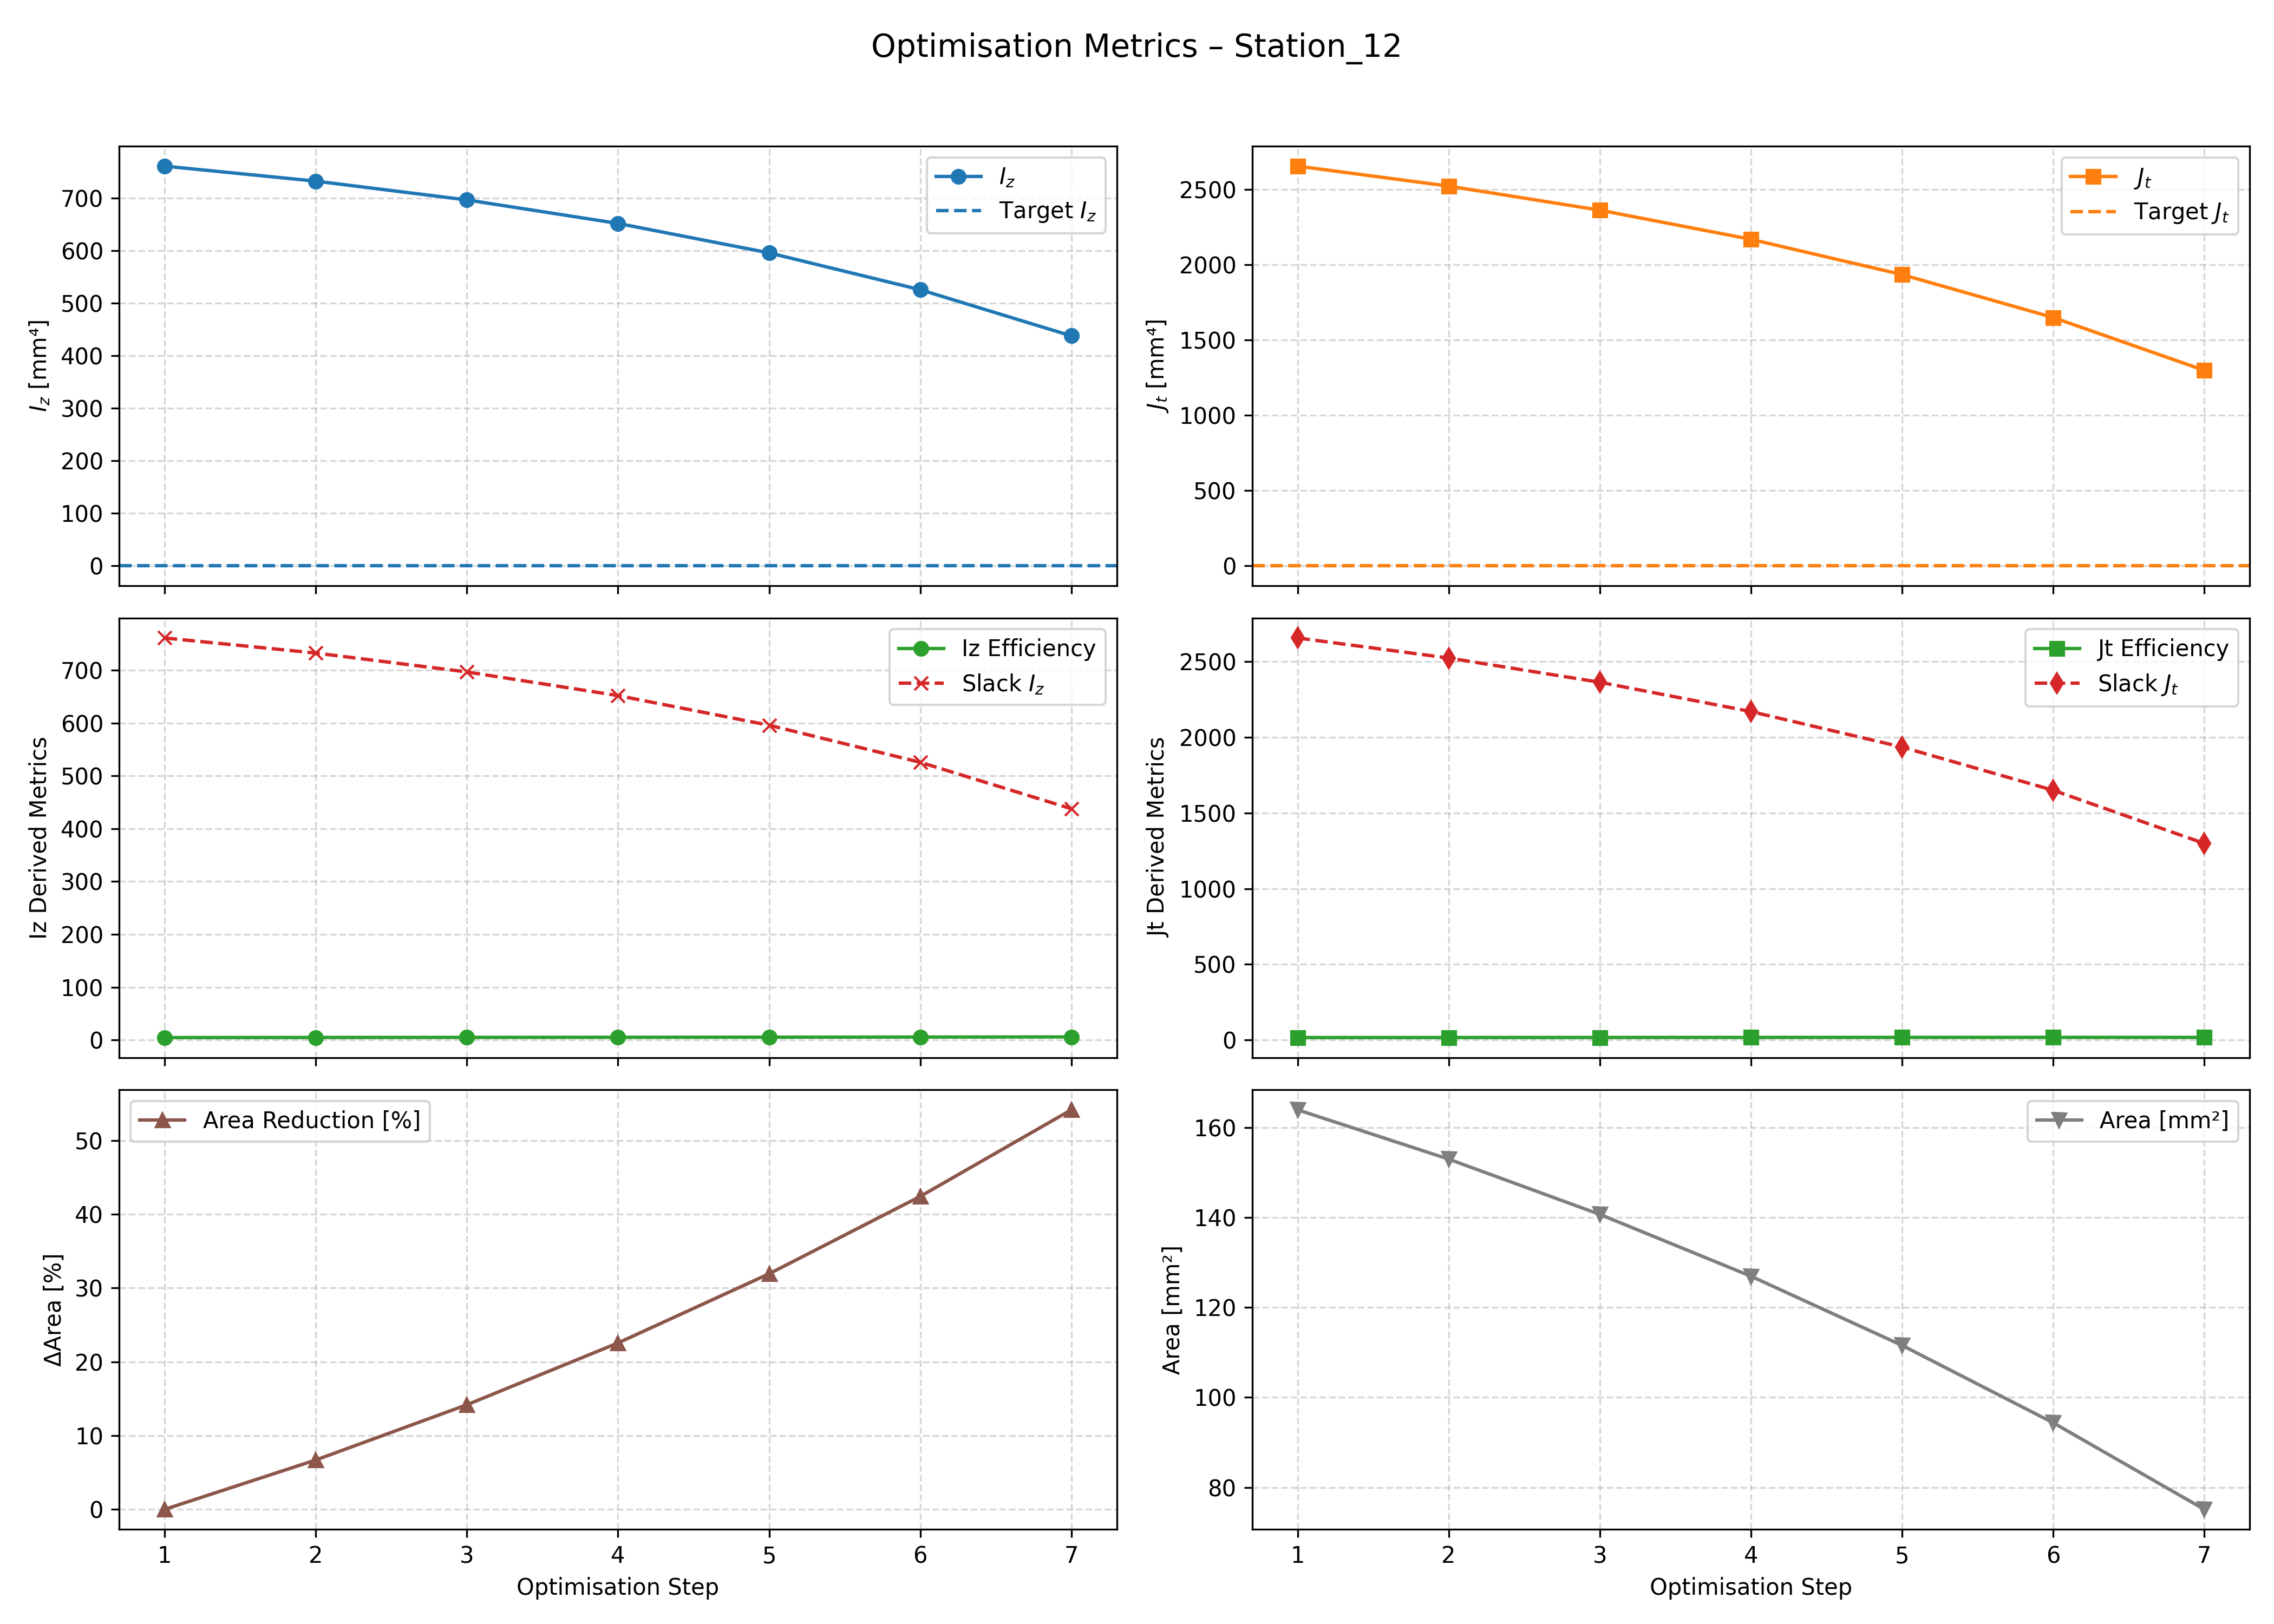 Optimisation Metrics – Station_12
I_z [mm⁴]
700
600
500
400
300
200
100
0
I_z
Target I_z
J_t [mm⁴]
2500
2000
1500
1000
500
0
J_t
Target J_t
Iz Derived Metrics
700
600
500
400
300
200
100
0
Iz Efficiency
Slack I_z
Jt Derived Metrics
2500
2000
1500
1000
500
0
Jt Efficiency
Slack J_t
ΔArea [%]
50
40
30
20
10
0
Area Reduction [%]
1 2 3 4 5 6 7
Optimisation Step
Area [mm²]
160
140
120
100
80
Area [mm²]
1 2 3 4 5 6 7
Optimisation Step